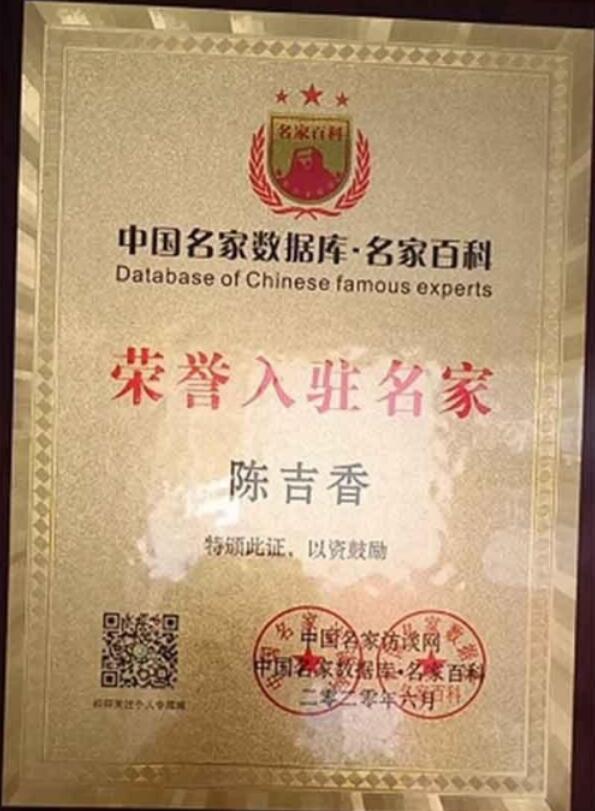 名家百科
中国名家数据库·名家百科
Database of Chinese famous experts
荣誉入驻名家
陈吉香
特颁此证，以资鼓励
中国名家访谈网
中国名家数据库·名家百科
二零二零年六月